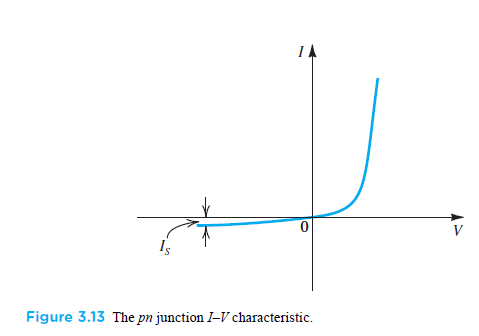 I
0
V
I_S
Figure 3.13 The pn junction I–V characteristic.